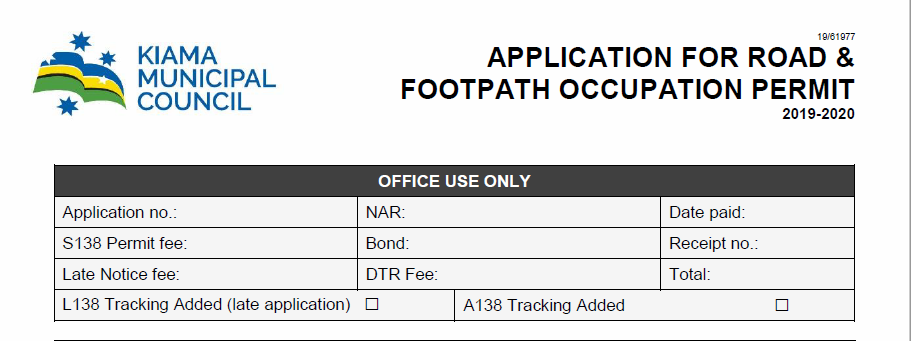 KIAMA
MUNICIPAL
COUNCIL
19/61977
APPLICATION FOR ROAD &
FOOTPATH OCCUPATION PERMIT
2019-2020
OFFICE USE ONLY
Application no.: NAR: Date paid:
S138 Permit fee: Bond: Receipt no.:
Late Notice fee: DTR Fee: Total:
L138 Tracking Added (late application) ☐ A138 Tracking Added ☐